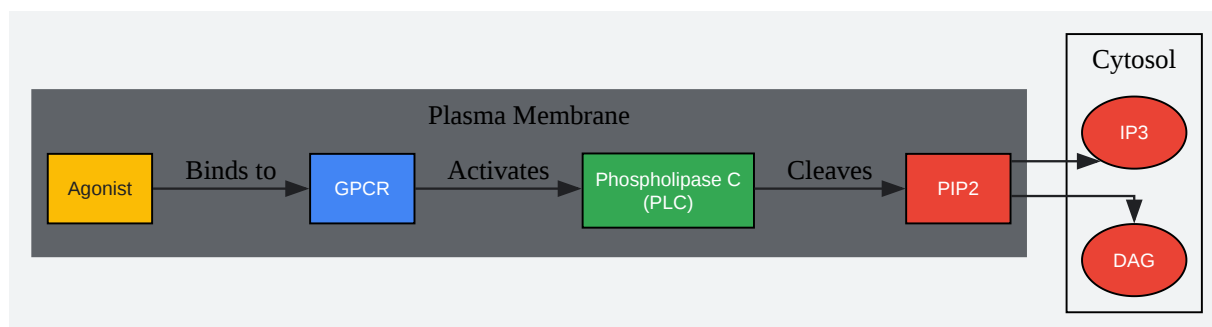 Cytosol
Plasma Membrane
Agonist
Binds to
GPCR
Activates
Phospholipase C
(PLC)
Cleaves
PIP2
IP3
DAG